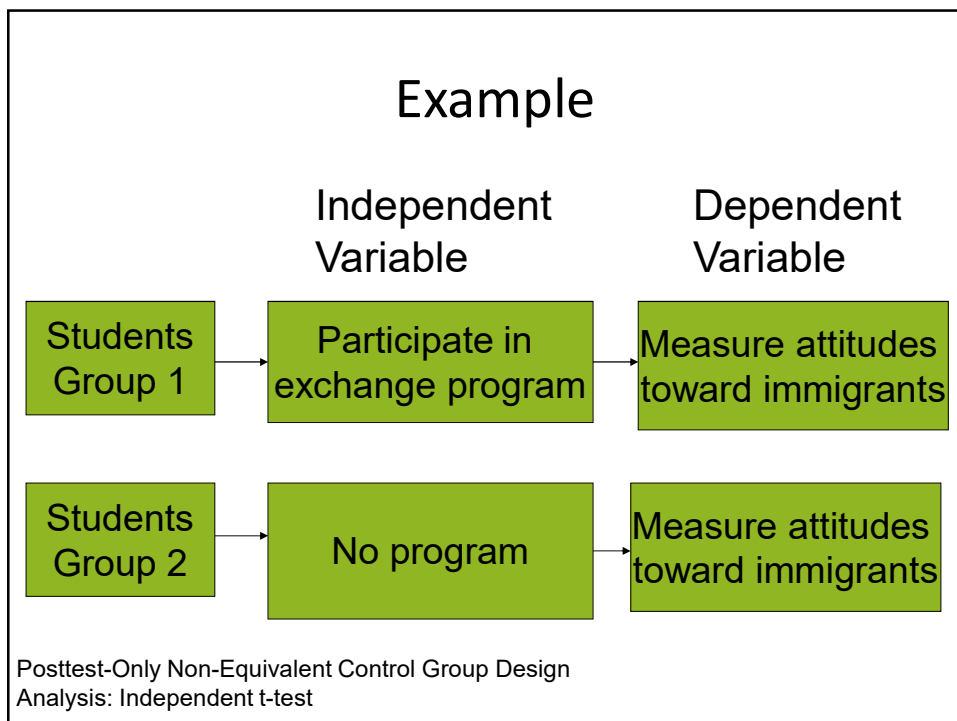 Example
Independent
Variable
Dependent
Variable
Students
Group 1
Participate in
exchange program
Measure attitudes
toward immigrants
Students
Group 2
No program
Measure attitudes
toward immigrants
Posttest-Only Non-Equivalent Control Group Design
Analysis: Independent t-test